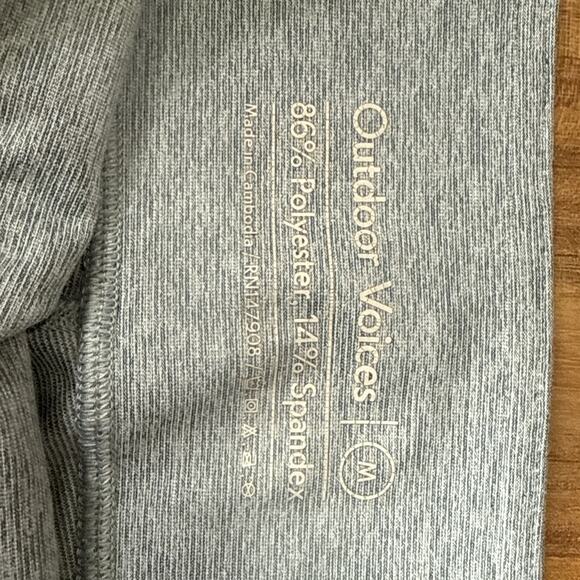 Outdoor Voices | M
86% Polyester, 14% Spandex
Made in Cambodia // RN147908 //